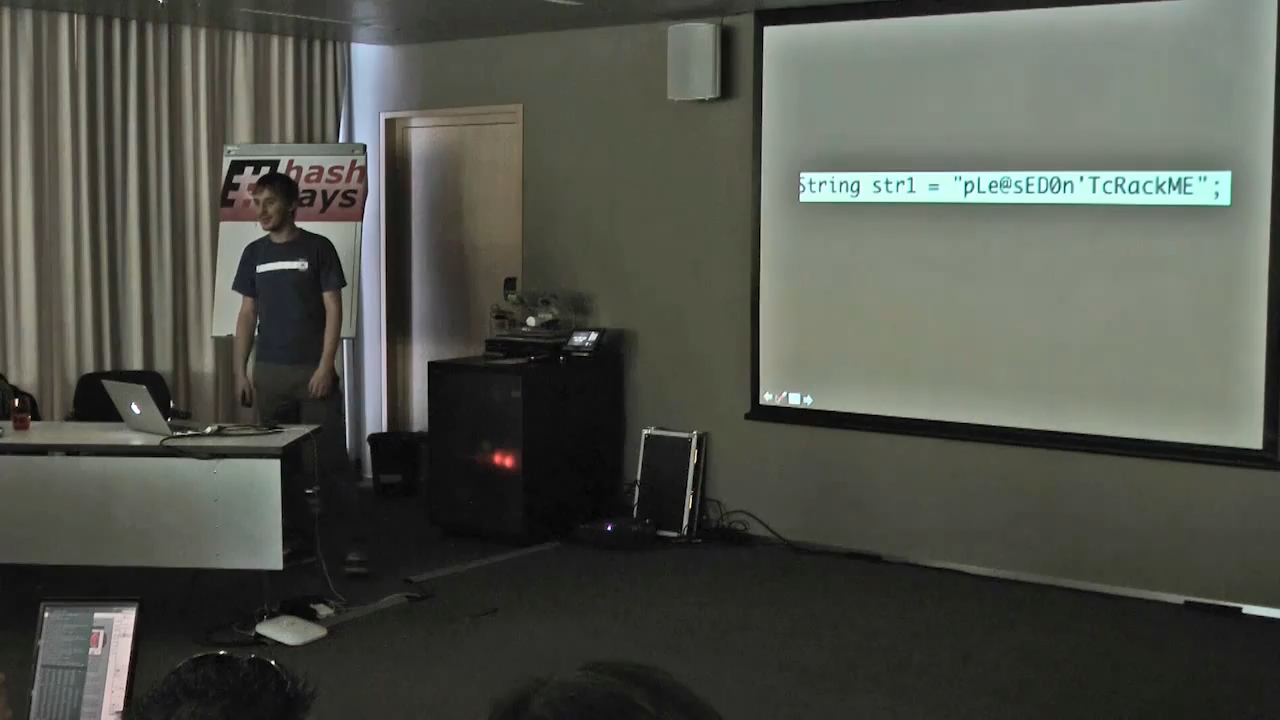 hash
days
String str1 = "pLe@sED0n'TcRackME";